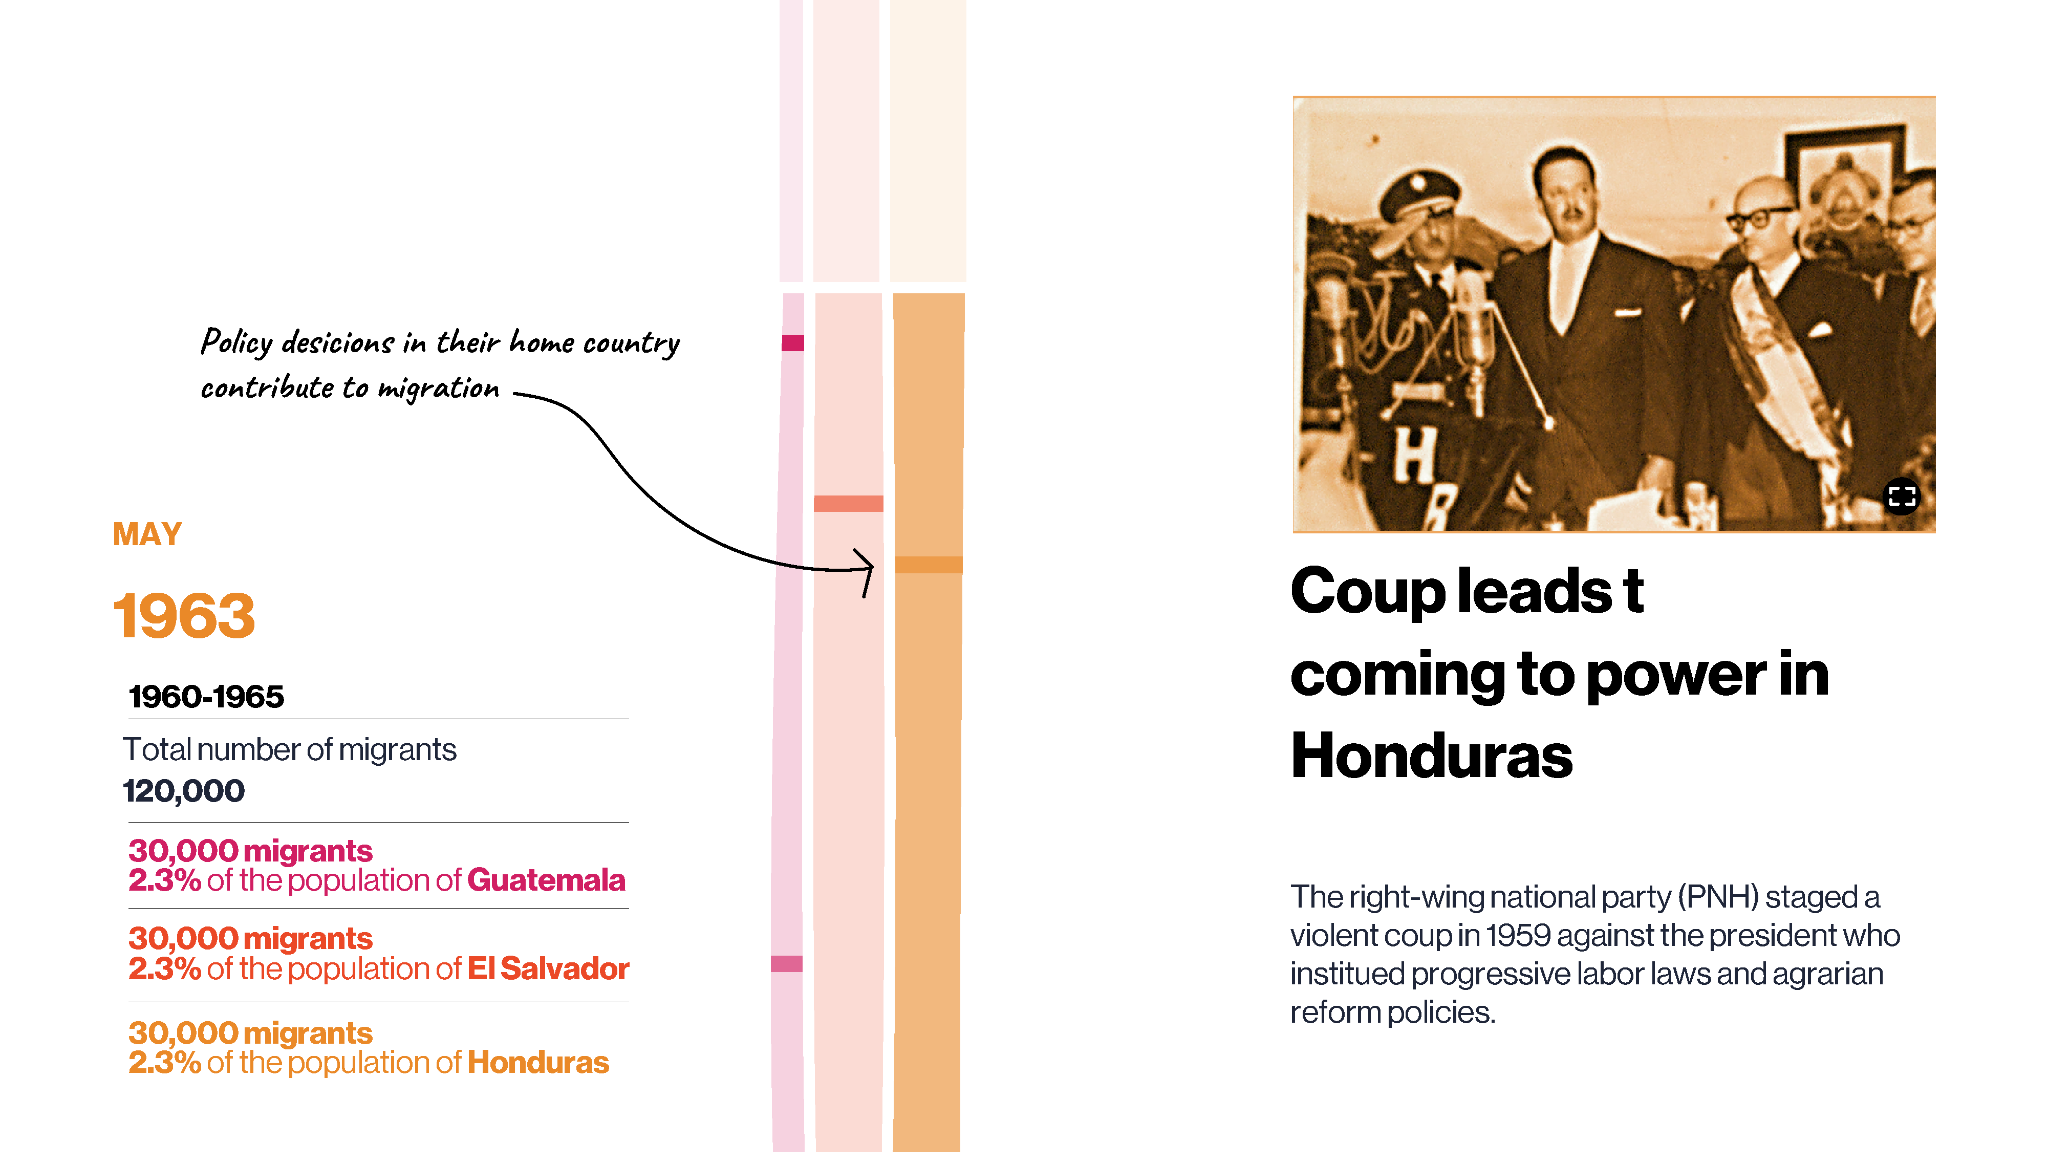 Policy desicions in their home country
contribute to migration
MAY
1963
1960-1965
Total number of migrants
120,000
30,000 migrants
2.3% of the population of Guatemala
30,000 migrants
2.3% of the population of El Salvador
30,000 migrants
2.3% of the population of Honduras
H
R
Coup leads t
coming to power in
Honduras
The right-wing national party (PNH) staged a
violent coup in 1959 against the president who
institued progressive labor laws and agrarian
reform policies.